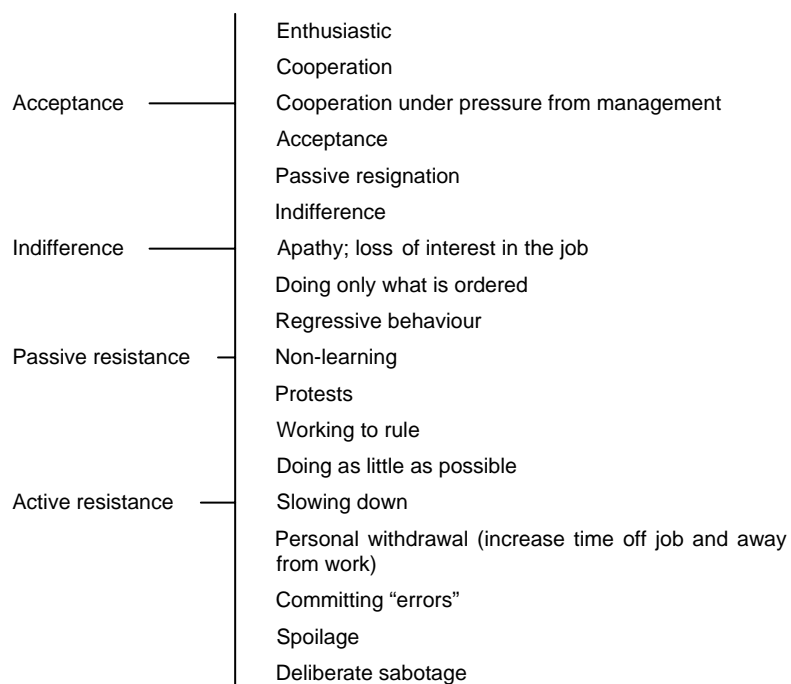 Enthusiastic
Cooperation
Acceptance Cooperation under pressure from management
Acceptance
Passive resignation
Indifference
Indifference Apathy; loss of interest in the job
Doing only what is ordered
Regressive behaviour
Passive resistance Non-learning
Protests
Working to rule
Doing as little as possible
Active resistance Slowing down
Personal withdrawal (increase time off job and away
from work)
Committing “errors”
Spoilage
Deliberate sabotage